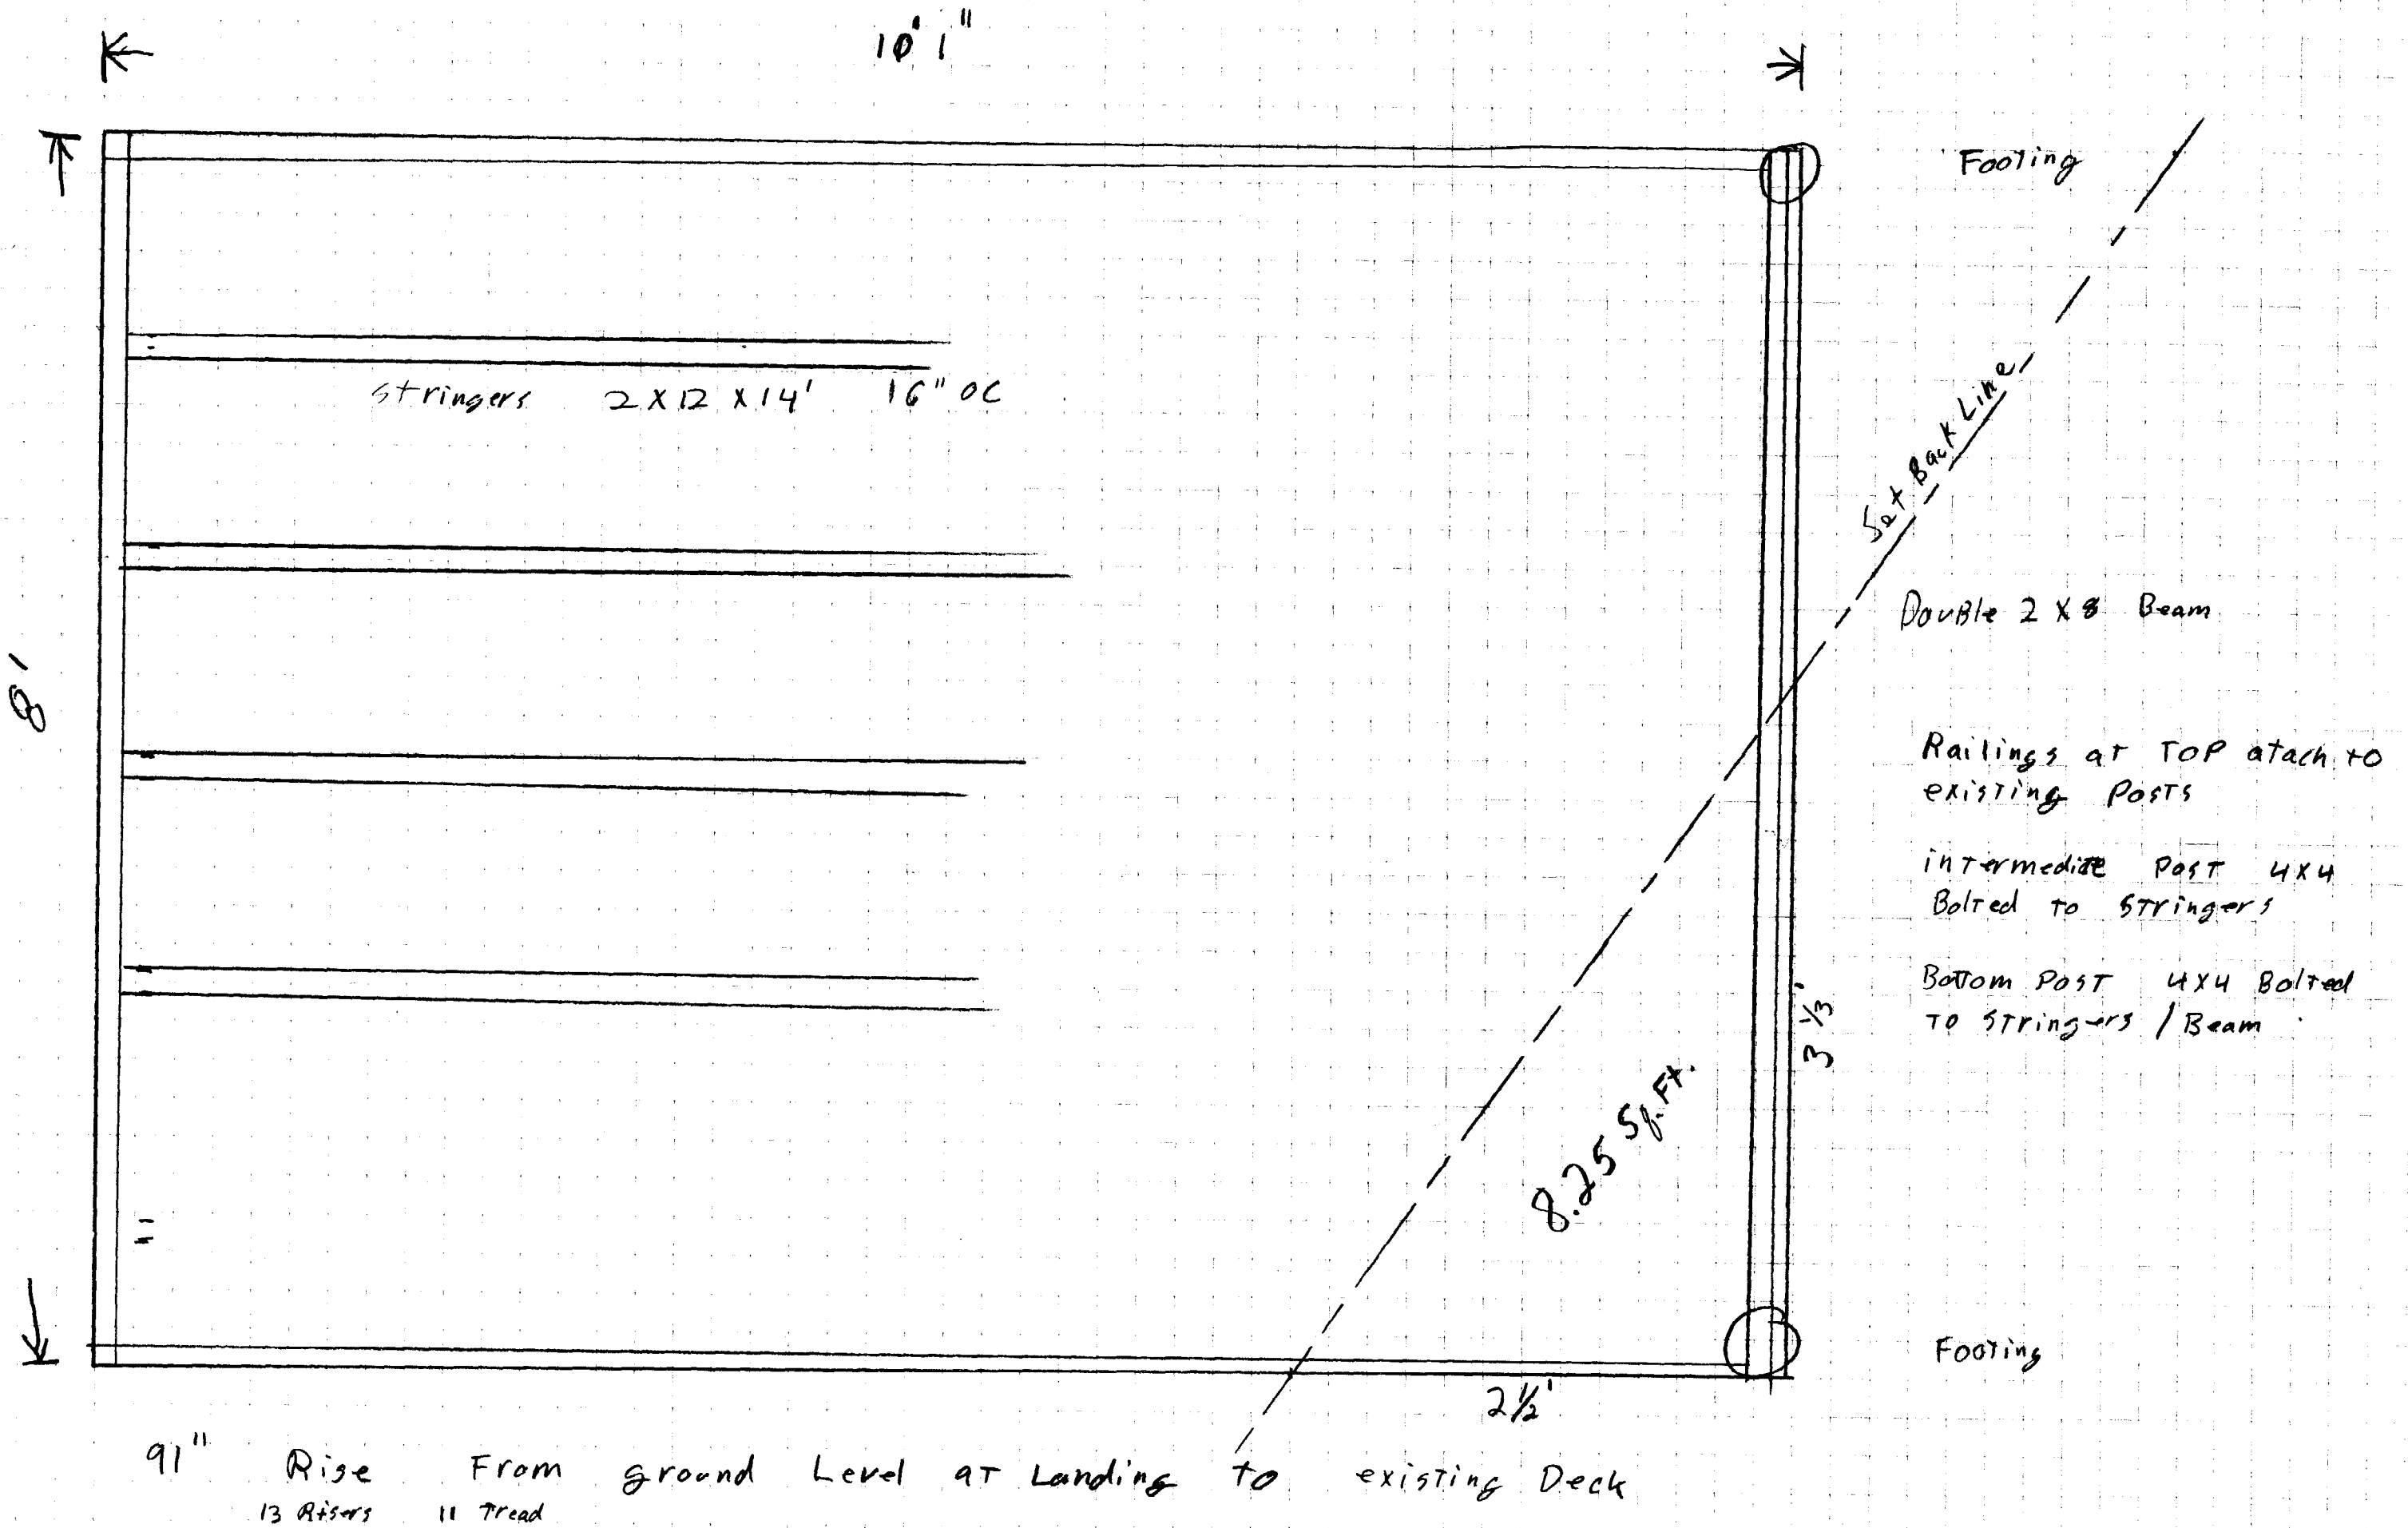 10' 1"
Footing
stringers 2 X 12 X 14' 16" OC
Set Back Line
Double 2 X 8 Beam
8'
Railings at TOP atach to
existing Posts
intermedite Post 4X4
Bolted to Stringers
Bottom Post 4X4 Bolted
To Stringers / Beam
3 1/3'
8.25 Sq. Ft.
Footing
2 1/2'
91" Rise From ground Level at Landing to existing Deck
13 Risers 11 Tread